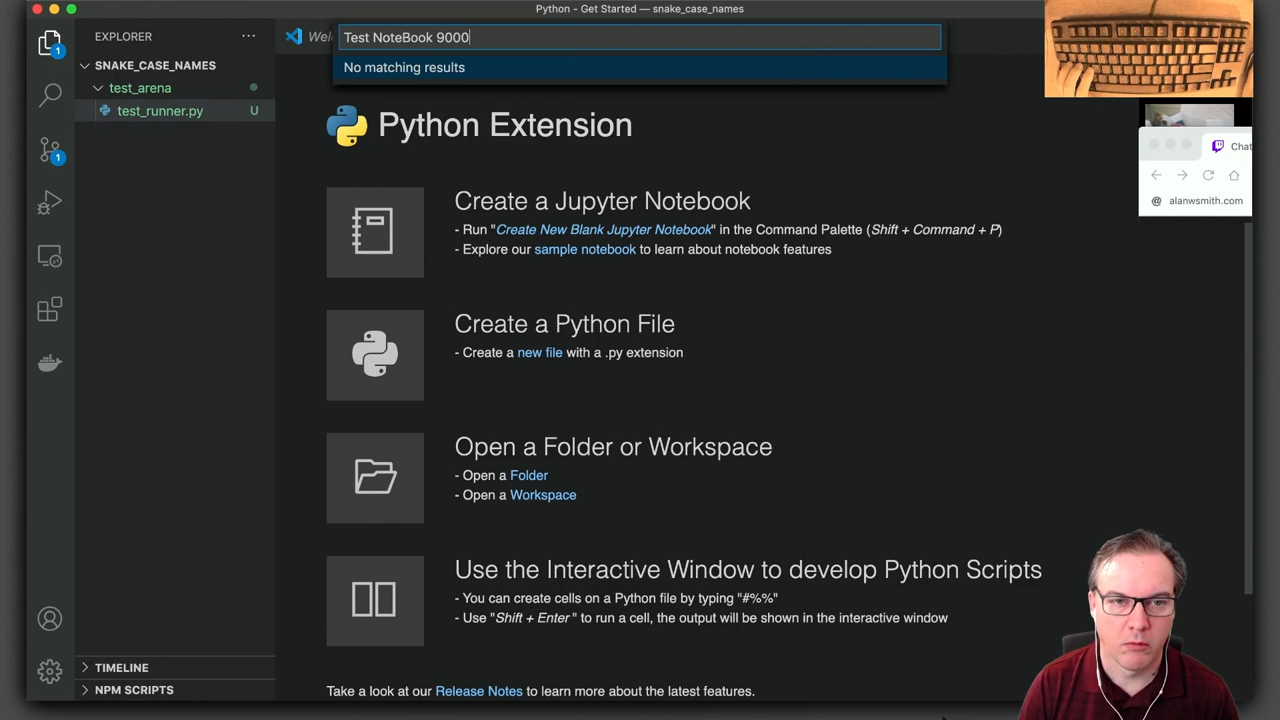 Python - Get Started — snake_case_names
EXPLORER
Test NoteBook 9000
No matching results
SNAKE_CASE_NAMES
test_arena
test_runner.py U
1
1
Python Extension
Create a Jupyter Notebook
- Run "Create New Blank Jupyter Notebook" in the Command Palette (Shift + Command + P)
- Explore our sample notebook to learn about notebook features
Create a Python File
- Create a new file with a .py extension
Open a Folder or Workspace
- Open a Folder
- Open a Workspace
Use the Interactive Window to develop Python Scripts
- You can create cells on a Python file by typing "#%%"
- Use "Shift + Enter " to run a cell, the output will be shown in the interactive window
Take a look at our Release Notes to learn more about the latest features.
TIMELINE
NPM SCRIPTS
Chat
@ alanwsmith.com